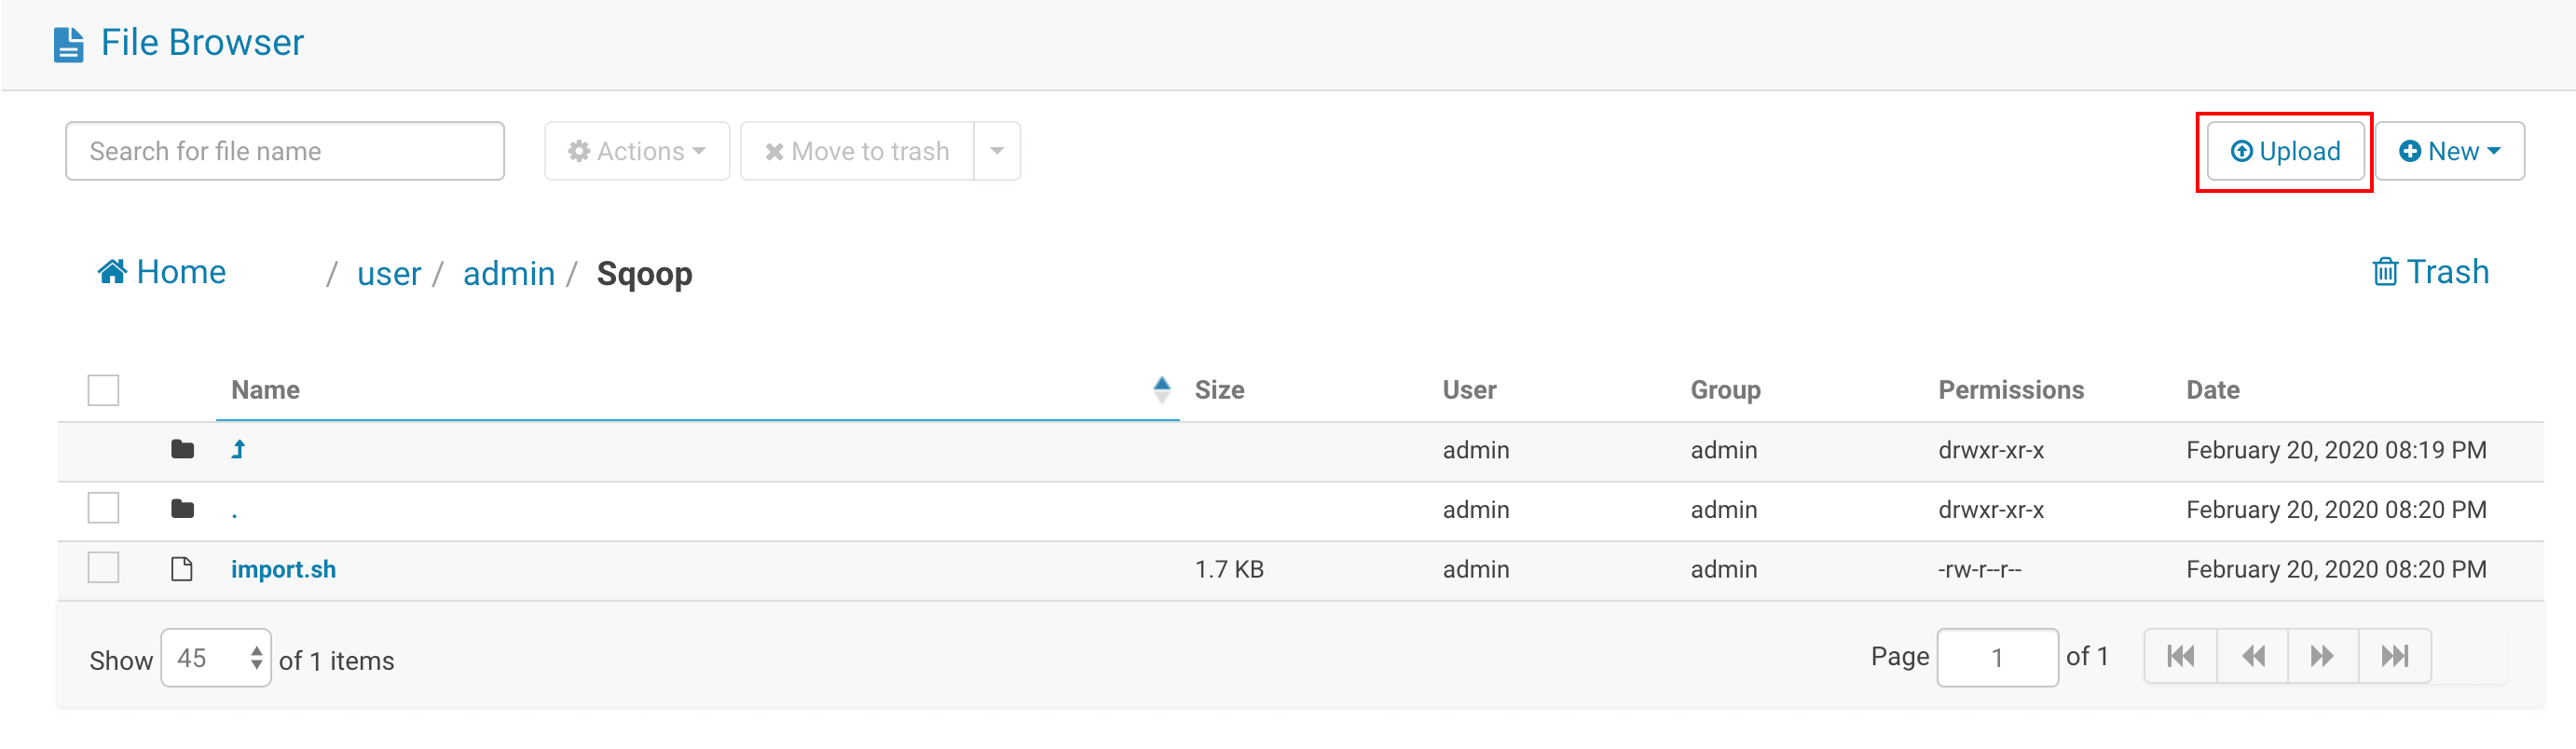 File Browser
Search for file name Actions Move to trash Upload New
Home / user / admin / Sqoop Trash
Name Size User Group Permissions Date
admin admin drwxr-xr-x February 20, 2020 08:19 PM
. admin admin drwxr-xr-x February 20, 2020 08:20 PM
import.sh 1.7 KB admin admin -rw-r--r-- February 20, 2020 08:20 PM
Show 45 of 1 items Page 1 of 1